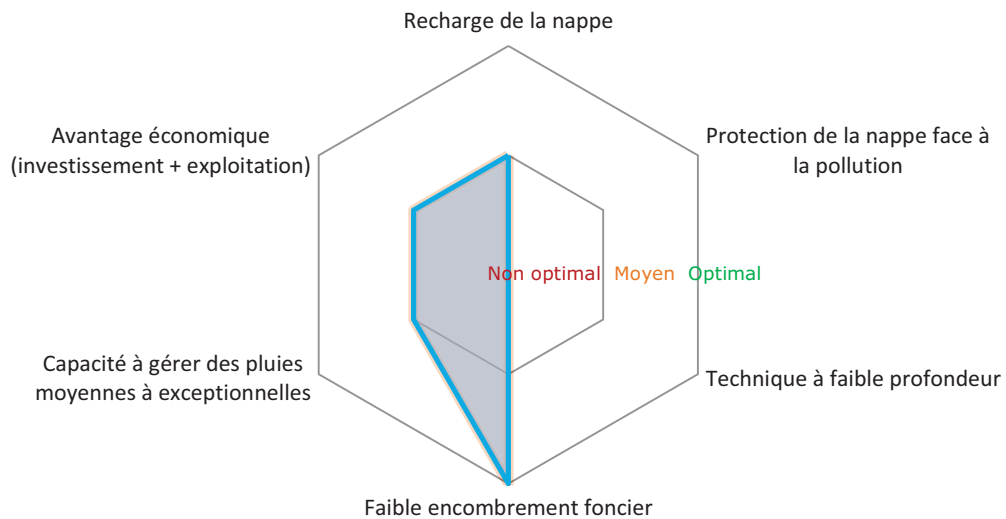 Recharge de la nappe
Avantage économique
(investissement + exploitation)
Protection de la nappe face à
la pollution
Non optimal
Moyen
Optimal
Capacité à gérer des pluies
moyennes à exceptionnelles
Technique à faible profondeur
Faible encombrement foncier